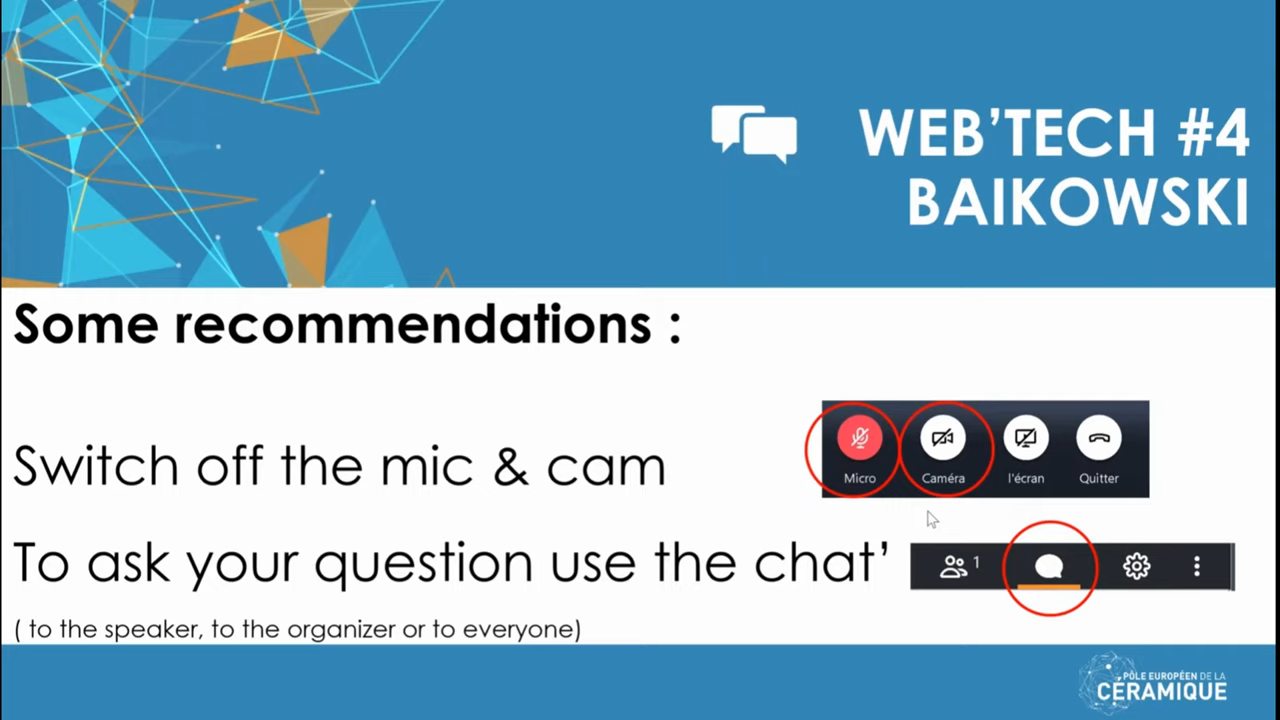 WEB’TECH #4
BAIKOWSKI
Some recommendations :
Switch off the mic & cam
Micro
Caméra
l'écran
Quitter
To ask your question use the chat’
1
( to the speaker, to the organizer or to everyone)
PÔLE EUROPÉEN DE LA
CÉRAMIQUE